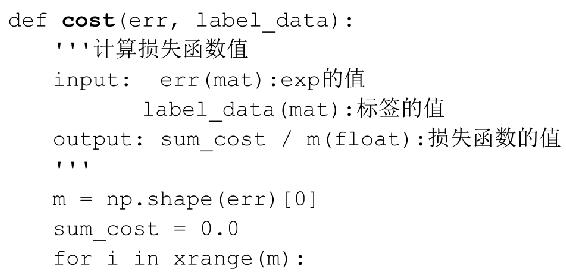 def cost(err, label_data):
    '''计算损失函数值
    input:  err(mat):exp的值
            label_data(mat):标签的值
    output: sum_cost / m(float):损失函数的值
    '''
    m = np.shape(err)[0]
    sum_cost = 0.0
    for i in xrange(m):